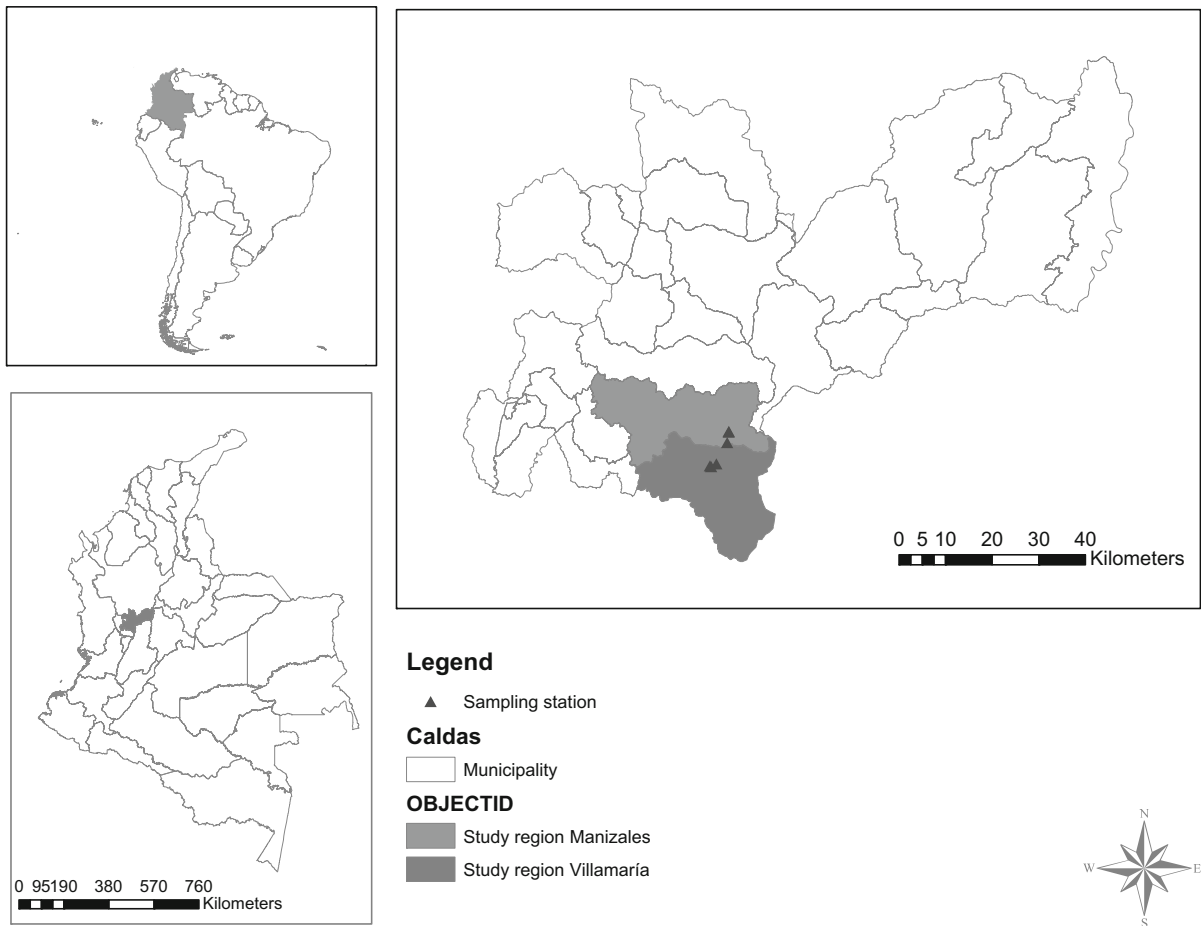 0 5 10 20 30 40
Kilometers
0 95190 380 570 760
Kilometers
Legend
Sampling station
Caldas
Municipality
OBJECTID
Study region Manizales
Study region Villamaría
N
W E
S